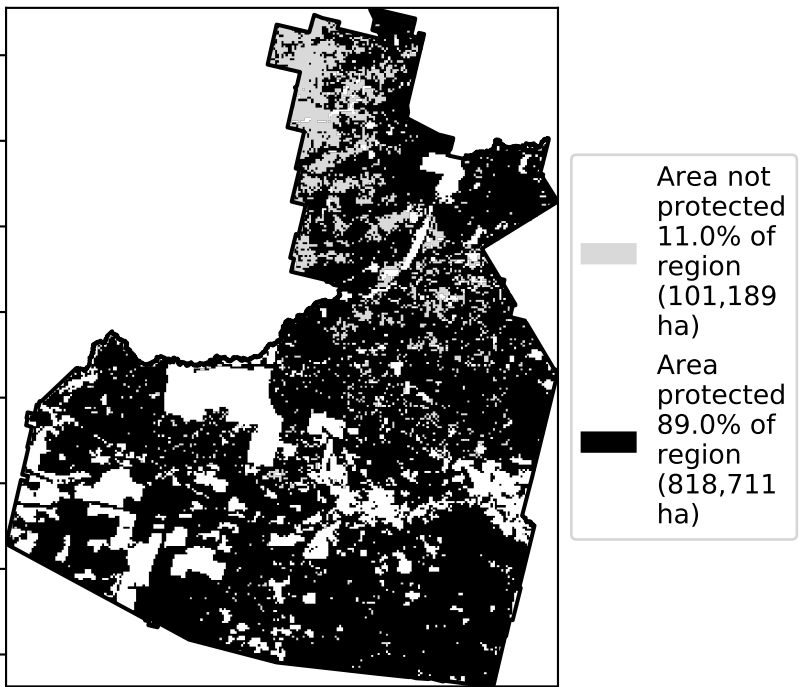 Area not
protected
11.0% of
region
(101,189
ha)
Area
protected
89.0% of
region
(818,711
ha)